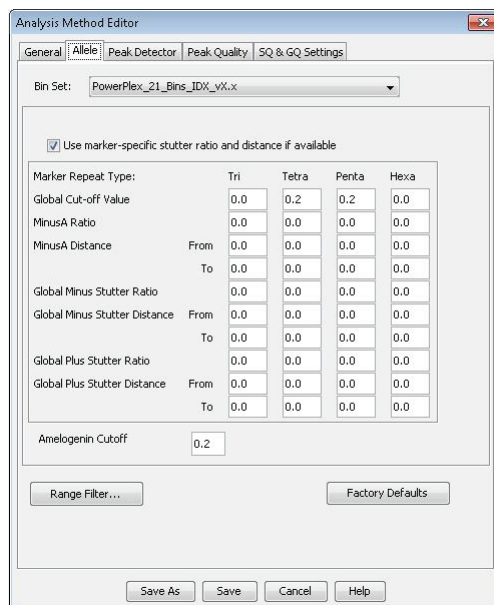 Analysis Method Editor
General Allele Peak Detector Peak Quality SQ & GQ Settings
Bin Set: PowerPlex_21_Bins_IDX_vX.x
Use marker-specific stutter ratio and distance if available
Marker Repeat Type: Tri Tetra Penta Hexa
Global Cut-off Value 0.0 0.2 0.2 0.0
MinusA Ratio 0.0 0.0 0.0 0.0
MinusA Distance From 0.0 0.0 0.0 0.0
To 0.0 0.0 0.0 0.0
Global Minus Stutter Ratio 0.0 0.0 0.0 0.0
Global Minus Stutter Distance From 0.0 0.0 0.0 0.0
To 0.0 0.0 0.0 0.0
Global Plus Stutter Ratio 0.0 0.0 0.0 0.0
Global Plus Stutter Distance From 0.0 0.0 0.0 0.0
To 0.0 0.0 0.0 0.0
Amelogenin Cutoff 0.2
Range Filter... Factory Defaults
Save As Save Cancel Help